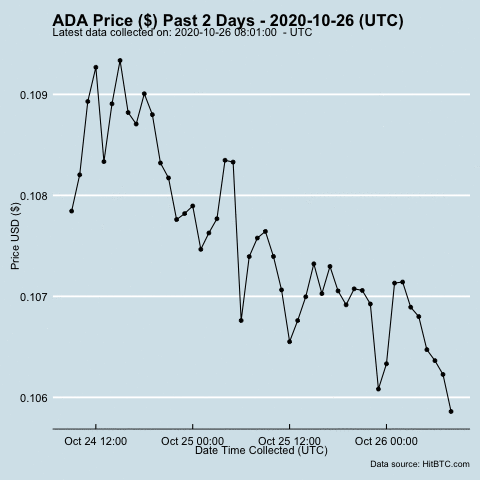 ADA Price ($) Past 2 Days - 2020-10-26 (UTC)
Latest data collected on: 2020-10-26 08:01:00  - UTC
0.109
0.108
0.107
0.106
Price USD ($)
Oct 24 12:00 Oct 25 00:00 Oct 25 12:00 Oct 26 00:00
Date Time Collected (UTC)
Data source: HitBTC.com